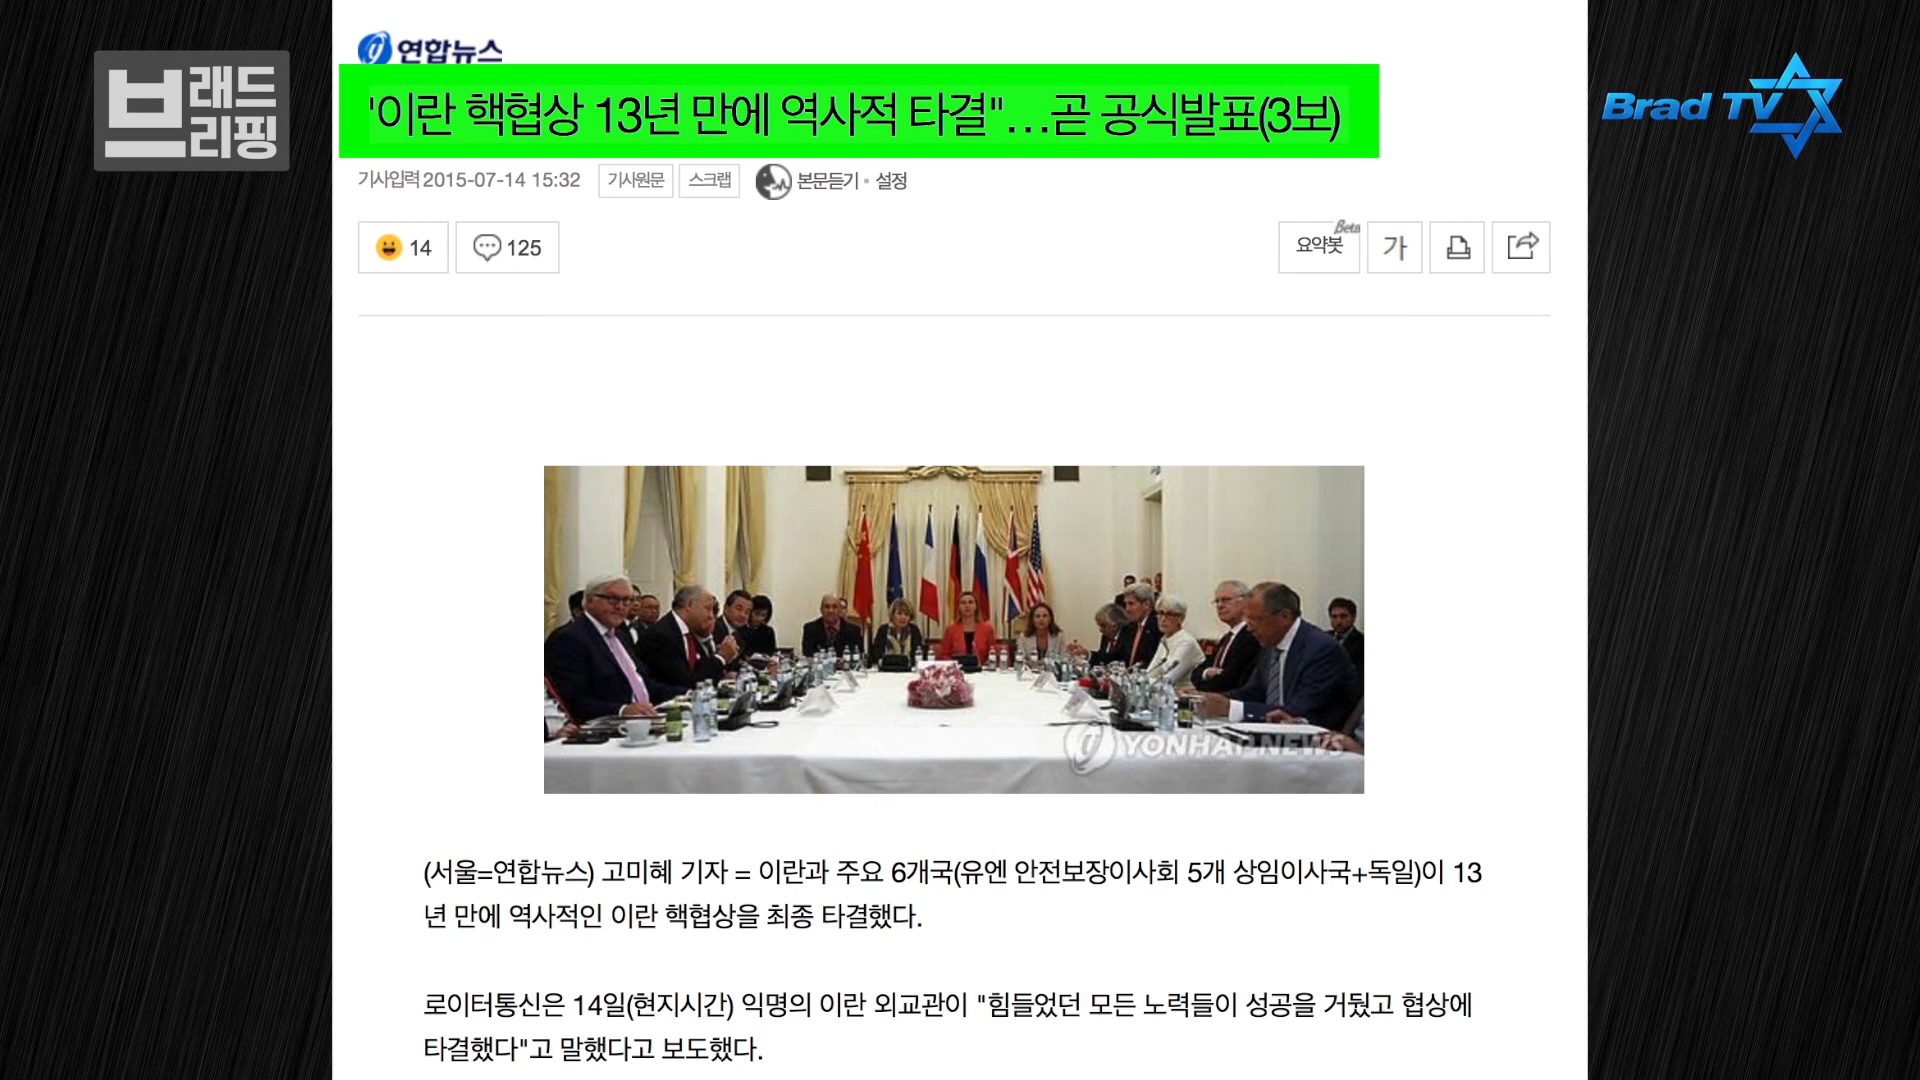 브래드
리핑
연합뉴스
Brad TV
'이란 핵협상 13년 만에 역사적 타결"…곧 공식발표(3보)
기사입력 2015-07-14 15:32 기사원문 스크랩 본문듣기 · 설정
14 125 요약봇 Beta 가
YONHAP NEWS
(서울=연합뉴스) 고미혜 기자 = 이란과 주요 6개국(유엔 안전보장이사회 5개 상임이사국+독일)이 13
년 만에 역사적인 이란 핵협상을 최종 타결했다.
로이터통신은 14일(현지시간) 익명의 이란 외교관이 "힘들었던 모든 노력들이 성공을 거뒀고 협상에
타결했다"고 말했다고 보도했다.